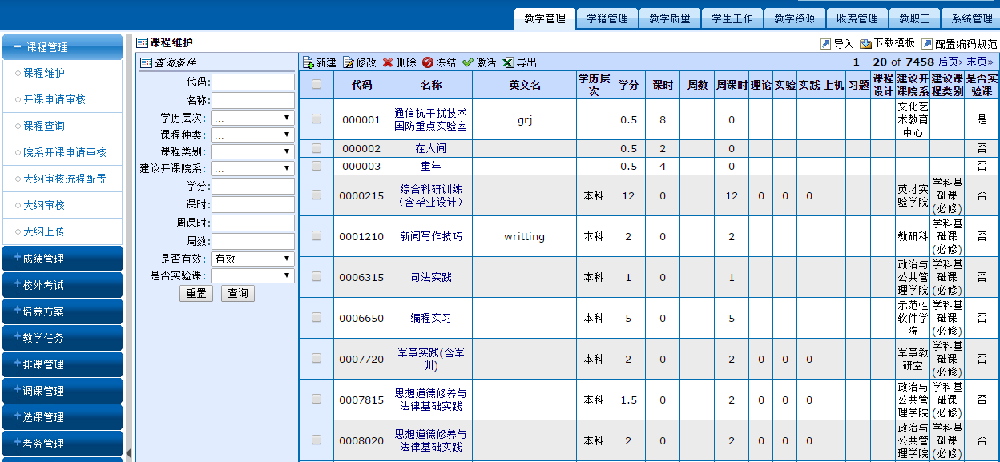 教学管理 学籍管理 教学质量 学生工作 教学资源 收费管理 教职工 系统管理
课程管理
课程维护
开课申请审核
课程查询
院系开课申请审核
大纲审核流程配置
大纲审核
大纲上传
成绩管理
校外考试
培养方案
教学任务
排课管理
调课管理
选课管理
考务管理
课程维护 导入 下载模板 配置编码规范
查询条件
代码:
名称:
学历层次: ...
课程种类: ...
课程类别: ...
建议开课院系: ...
学分:
课时:
周课时:
周数:
是否有效: 有效
是否实验课: ...
重置 查询
新建 修改 删除 冻结 激活 导出
1 - 20 of 7458 后页› 末页»
代码 名称 英文名 学历层次 学分 课时 周数 周课时 理论 实验 实践 上机 习题 课程设计 建议开课院系 建议课程类别 是否实验课
000001 通信抗干扰技术国防重点实验室 grj 0.5 8 0 文化艺术教育中心 是
000002 在人间 0.5 2 0 否
000003 童年 0.5 4 0 否
0000215 综合科研训练（含毕业设计） 本科 12 0 12 0 0 0 英才实验学院 学科基础课(必修) 否
0001210 新闻写作技巧 writting 本科 2 0 2 教研科 学科基础课(必修) 否
0006315 司法实践 本科 1 0 1 政治与公共管理学院 学科基础课(必修) 否
0006650 编程实习 本科 5 0 5 示范性软件学院 学科基础课(必修) 否
0007720 军事实践(含军训) 本科 2 0 2 0 0 0 军事教研室 学科基础课(必修) 否
0007815 思想道德修养与法律基础实践 本科 1.5 0 2 0 0 0 政治与公共管理学院 学科基础课(必修) 否
0008020 思想道德修养与法律基础实践 本科 2 0 2 0 0 0 政治与公共管理学院 学科基础课(必修) 否